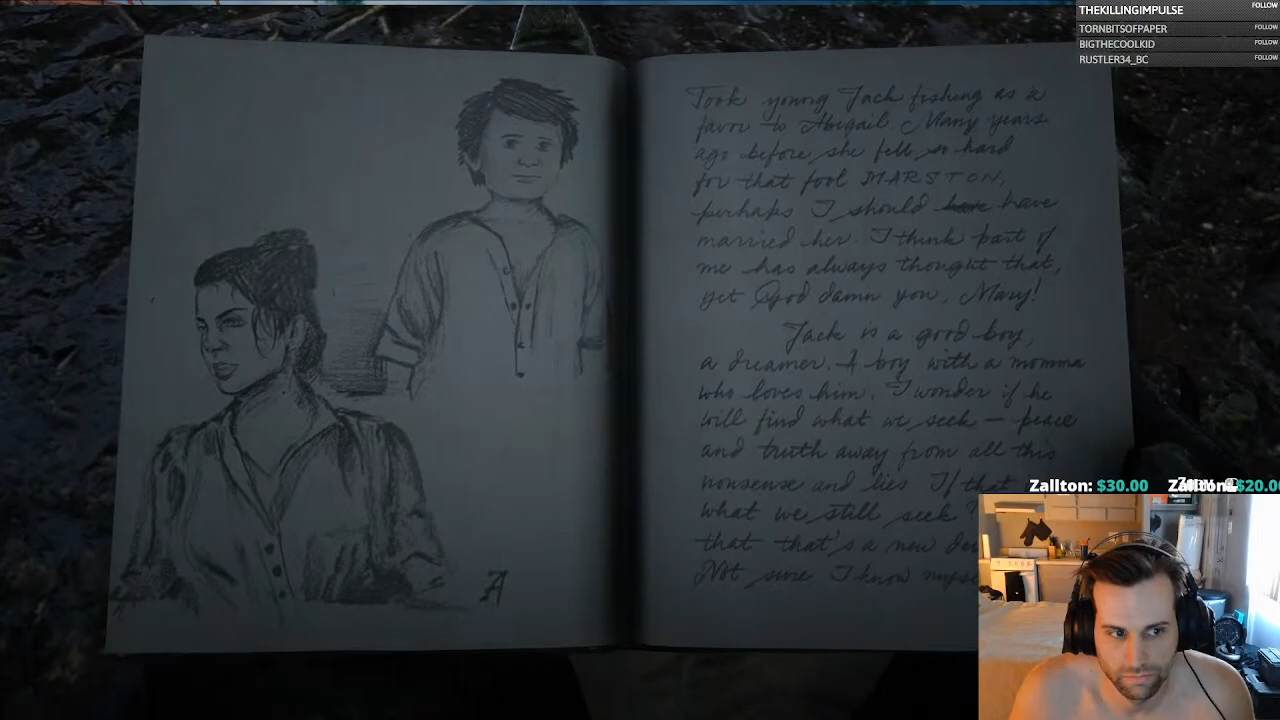 THEKILLINGIMPULSE FOLLOW
TORNBITSOFPAPER FOLLOW
BIGTHECOOLKID FOLLOW
RUSTLER34_BC FOLLOW
Took young Jack fishing as a
favor to Abigail. Many years
ago before she fell so hard
for that fool MARSTON,
perhaps I should have
married her. I think part of
me has always thought that,
yet God damn you, Mary!
Jack is a good boy,
a dreamer. A boy with a momma
who loves him. I wonder if he
will find what we seek — peace
and truth away from all this
nonsense and lies. If that
what we still seek
that that's a new
Not sure I know
A
Zallton: $30.00 Zallton: $20.00